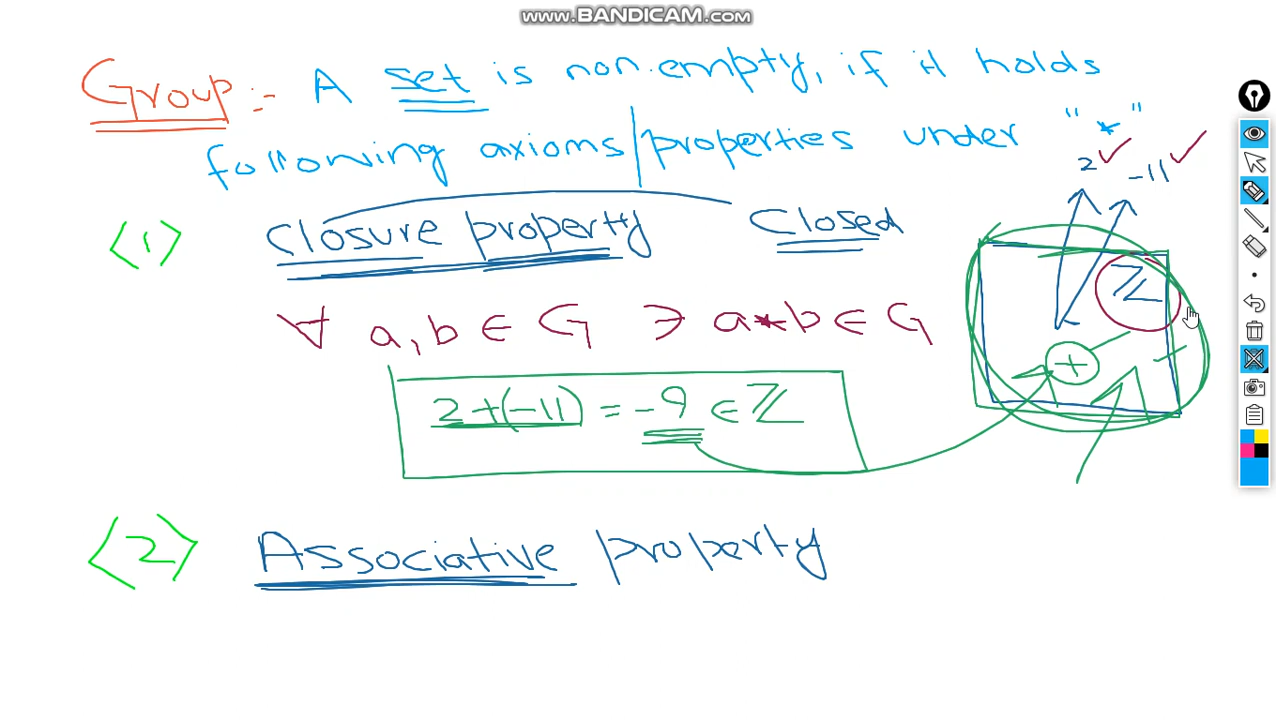 www.BANDICAM.com
Group:- A set is non-empty, if it holds
following axioms/properties under "*"
2 -11
<1> Closure property Closed
ℤ
∀ a,b ∈ G ∋ a*b ∈ G
+
2+(-11) = -9 ∈ ℤ
<2> Associative property